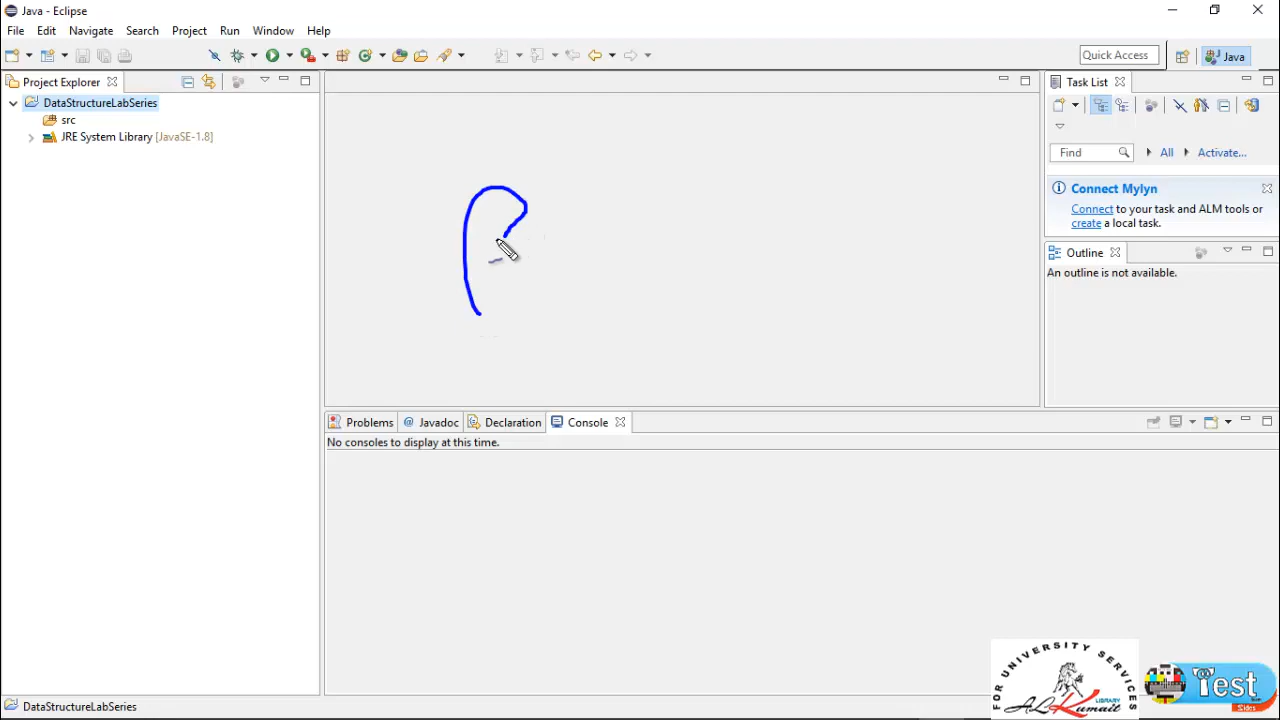 Java - Eclipse
File Edit Navigate Search Project Run Window Help
Quick Access Java
Project Explorer
DataStructureLabSeries
src
JRE System Library [JavaSE-1.8]
Task List
Find All Activate...
Connect Mylyn
Connect to your task and ALM tools or
create a local task.
Outline
An outline is not available.
Problems @ Javadoc Declaration Console
No consoles to display at this time.
FOR UNIVERSITY SERVICES
ALKumait
LIBRARY
Test
Slides
DataStructureLabSeries